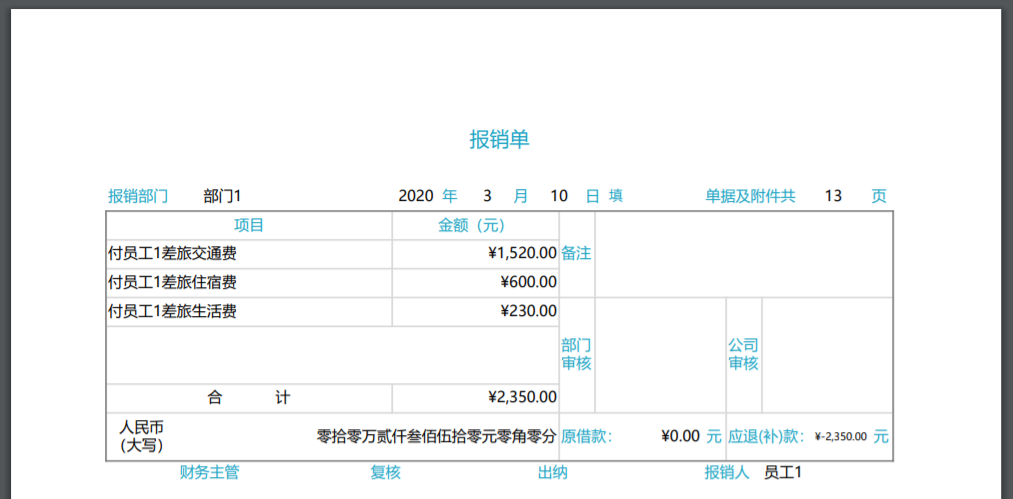 报销单
报销部门 部门1 2020 年 3 月 10 日 填 单据及附件共 13 页
项目 金额（元）
付员工1差旅交通费 ¥1,520.00 备注
付员工1差旅住宿费 ¥600.00
付员工1差旅生活费 ¥230.00
部门 公司
审核 审核
合 计 ¥2,350.00
人民币
(大写) 零拾零万贰仟叁佰伍拾零元零角零分 原借款： ¥0.00 元 应退(补)款： ¥-2,350.00 元
财务主管 复核 出纳 报销人 员工1